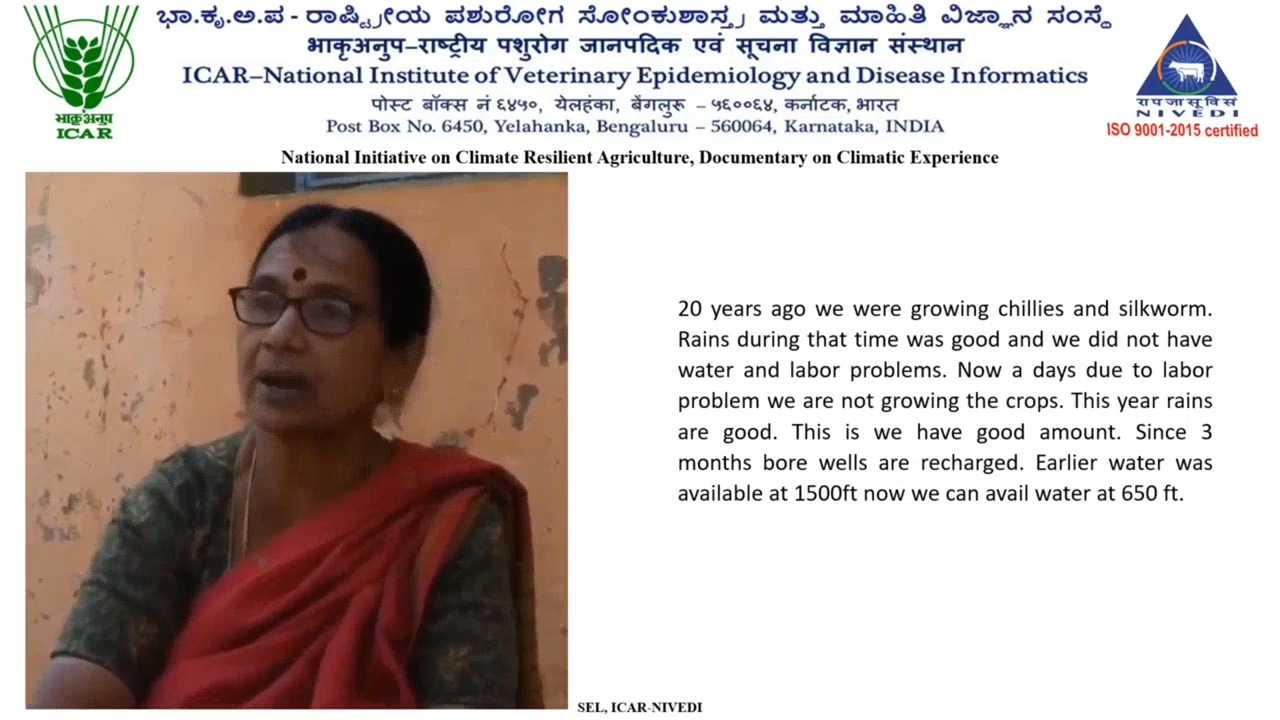 ಭಾ.ಕೃ.ಅ.ಪ - ರಾಷ್ಟ್ರೀಯ ಪಶುರೋಗ ಸೋಂಕುಶಾಸ್ತ್ರ ಮತ್ತು ಮಾಹಿತಿ ವಿಜ್ಞಾನ ಸಂಸ್ಥೆ
भाकृअनुप–राष्ट्रीय पशुरोग जानपदिक एवं सूचना विज्ञान संस्थान
ICAR–National Institute of Veterinary Epidemiology and Disease Informatics
पोस्ट बॉक्स नं ६४५०, येलहंका, बेंगलुरू – ५६००६४, कर्नाटक, भारत
Post Box No. 6450, Yelahanka, Bengaluru – 560064, Karnataka, INDIA
भाकृअनुप
ICAR
रा प जा सू वि सं
NIVEDI
ISO 9001-2015 certified
National Initiative on Climate Resilient Agriculture, Documentary on Climatic Experience
20 years ago we were growing chillies and silkworm.
Rains during that time was good and we did not have
water and labor problems. Now a days due to labor
problem we are not growing the crops. This year rains
are good. This is we have good amount. Since 3
months bore wells are recharged. Earlier water was
available at 1500ft now we can avail water at 650 ft.
SEL, ICAR-NIVEDI